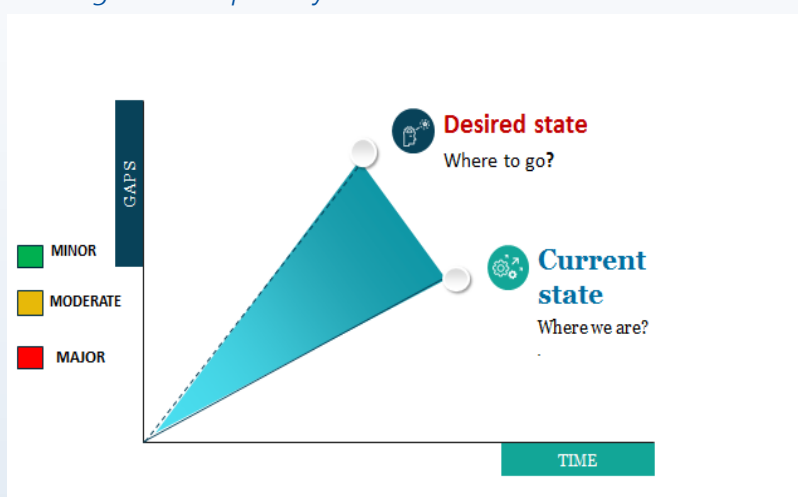 Desired state
Where to go?
GAPS
MINOR
MODERATE
MAJOR
Current
state
Where we are?
.
TIME